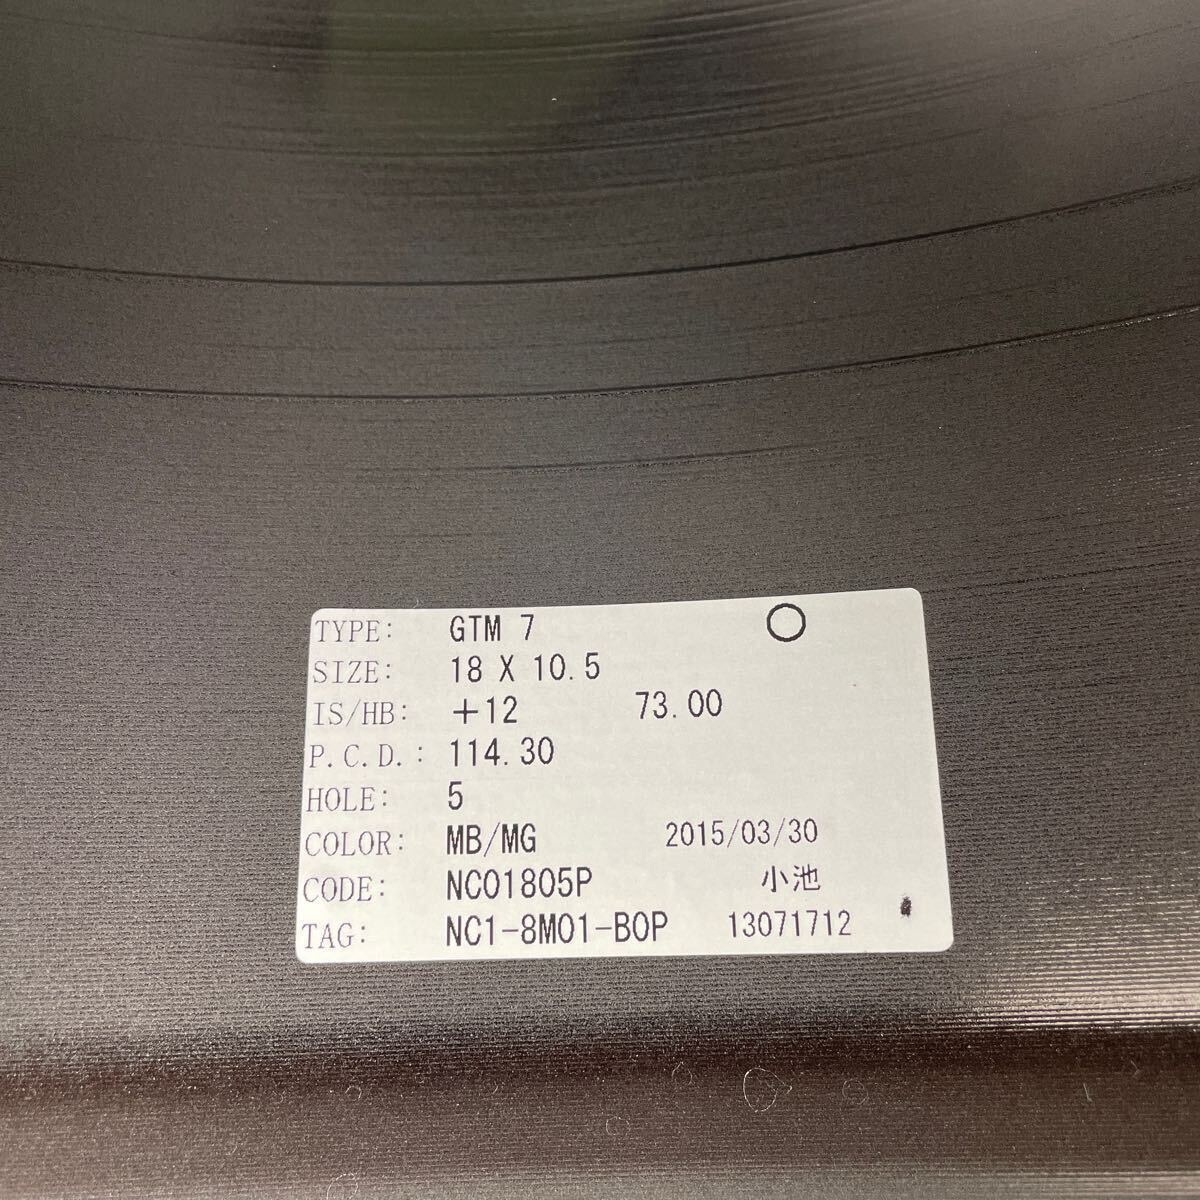 TYPE: GTM 7 ○
SIZE: 18 X 10.5
IS/HB: +12 73.00
P.C.D.: 114.30
HOLE: 5
COLOR: MB/MG 2015/03/30
CODE: NC01805P 小池
TAG: NC1-8M01-B0P 13071712